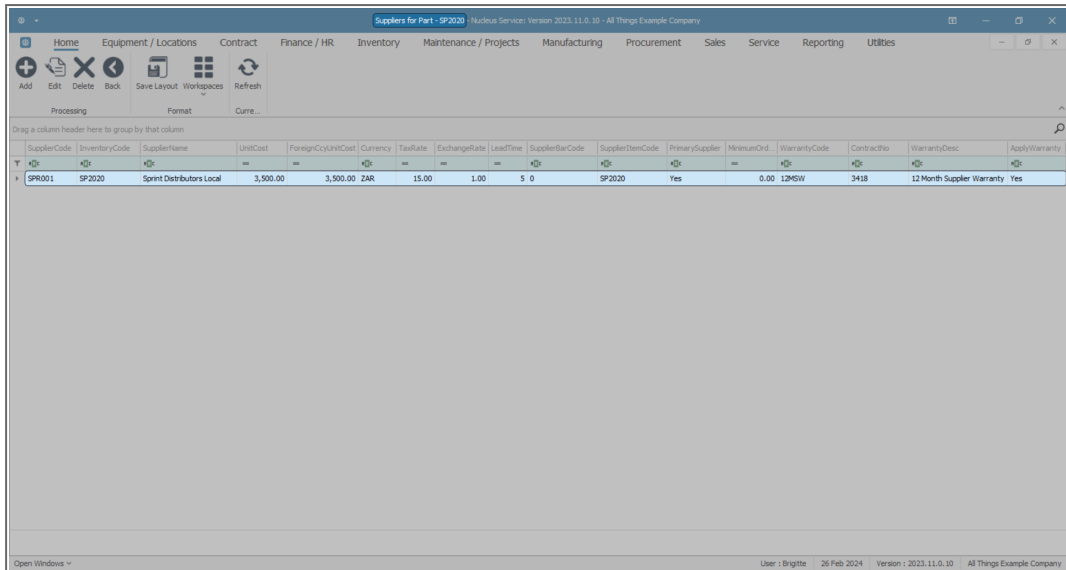 Suppliers for Part - SP2020 - Nucleus Service: Version 2023.11.0.10 - All Things Example Company
Home Equipment / Locations Contract Finance / HR Inventory Maintenance / Projects Manufacturing Procurement Sales Service Reporting Utilities
Add Edit Delete Back Save Layout Workspaces Refresh
Processing Format Curre...
Drag a column header here to group by that column
SupplierCode InventoryCode SupplierName UnitCost ForeignCcyUnitCost Currency TaxRate ExchangeRate LeadTime SupplierBarCode SupplierItemCode PrimarySupplier MinimumOrd... WarrantyCode ContractNo WarrantyDesc ApplyWarranty
SPR001 SP2020 Sprint Distributors Local 3,500.00 3,500.00 ZAR 15.00 1.00 5 0 SP2020 Yes 0.00 12MSW 3418 12 Month Supplier Warranty Yes
Open Windows User : Brigitte 26 Feb 2024 Version : 2023.11.0.10 All Things Example Company